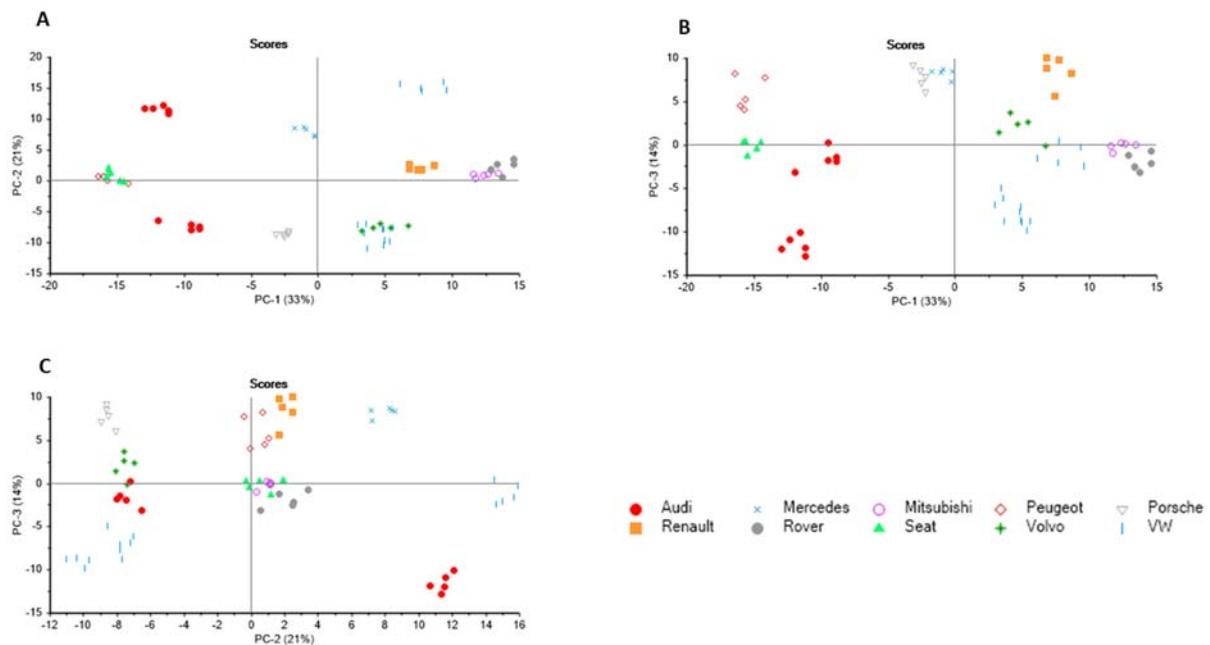 A
Scores
20
15
10
5
0
-5
-10
-15
PC-2 (21%)
-20 -15 -10 -5 0 5 10 15
PC-1 (33%)
B
Scores
10
5
0
-5
-10
-15
PC-3 (14%)
-20 -15 -10 -5 0 5 10 15
PC-1 (33%)
C
Scores
10
5
0
-5
-10
-15
PC-3 (14%)
-12 -10 -8 -6 -4 -2 0 2 4 6 8 10 12 14 16
PC-2 (21%)
Audi Mercedes Mitsubishi Peugeot Porsche
Renault Rover Seat Volvo VW